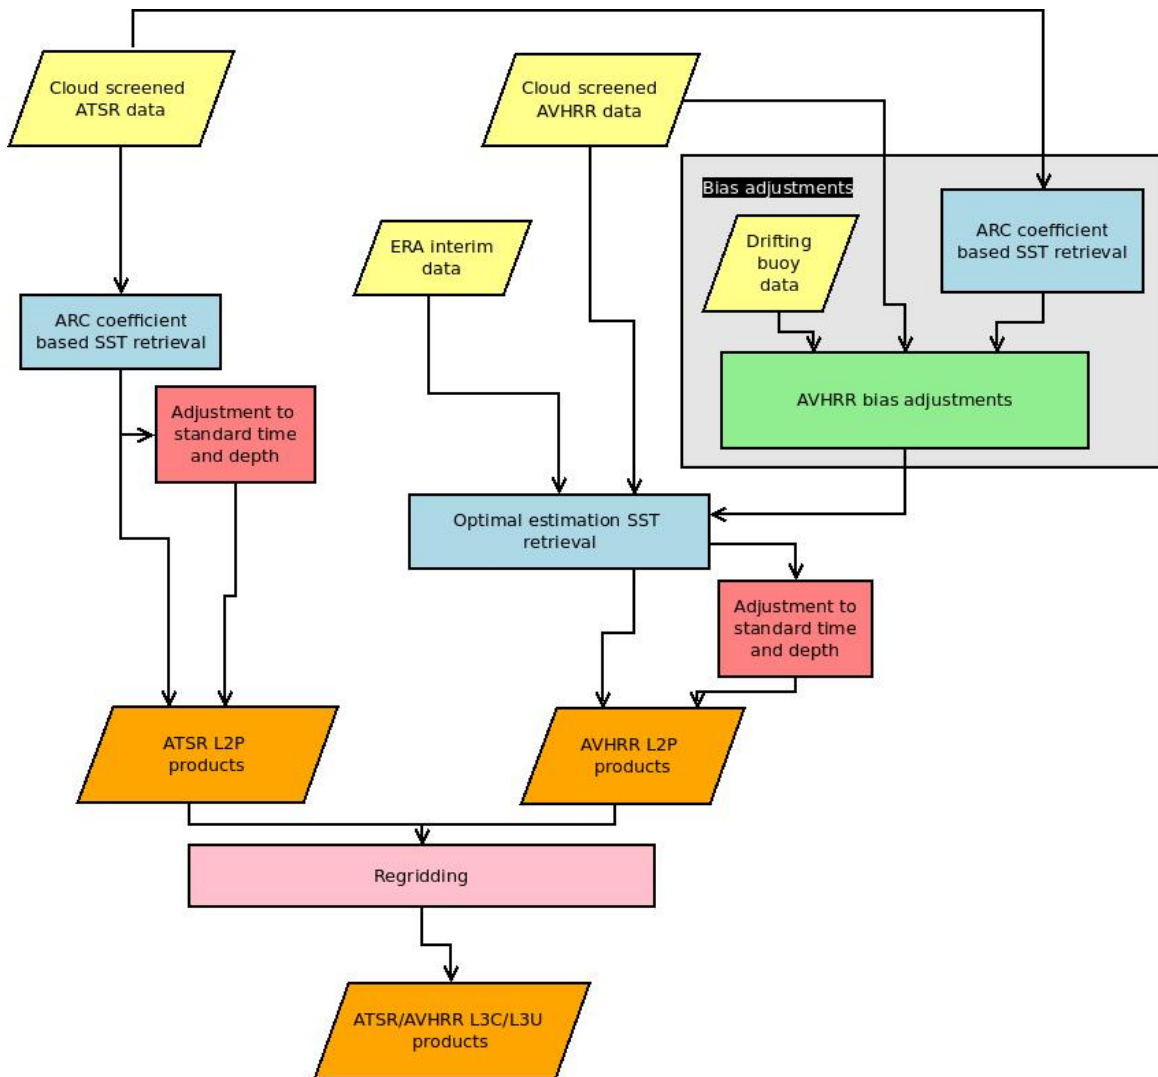 Cloud screened
ATSR data
Cloud screened
AVHRR data
Bias adjustments
ERA interim
data
Drifting
buoy
data
ARC coefficient
based SST retrieval
ARC coefficient
based SST retrieval
AVHRR bias adjustments
Adjustment to
standard time
and depth
Optimal estimation SST
retrieval
Adjustment to
standard time
and depth
ATSR L2P
products
AVHRR L2P
products
Regridding
ATSR/AVHRR L3C/L3U
products